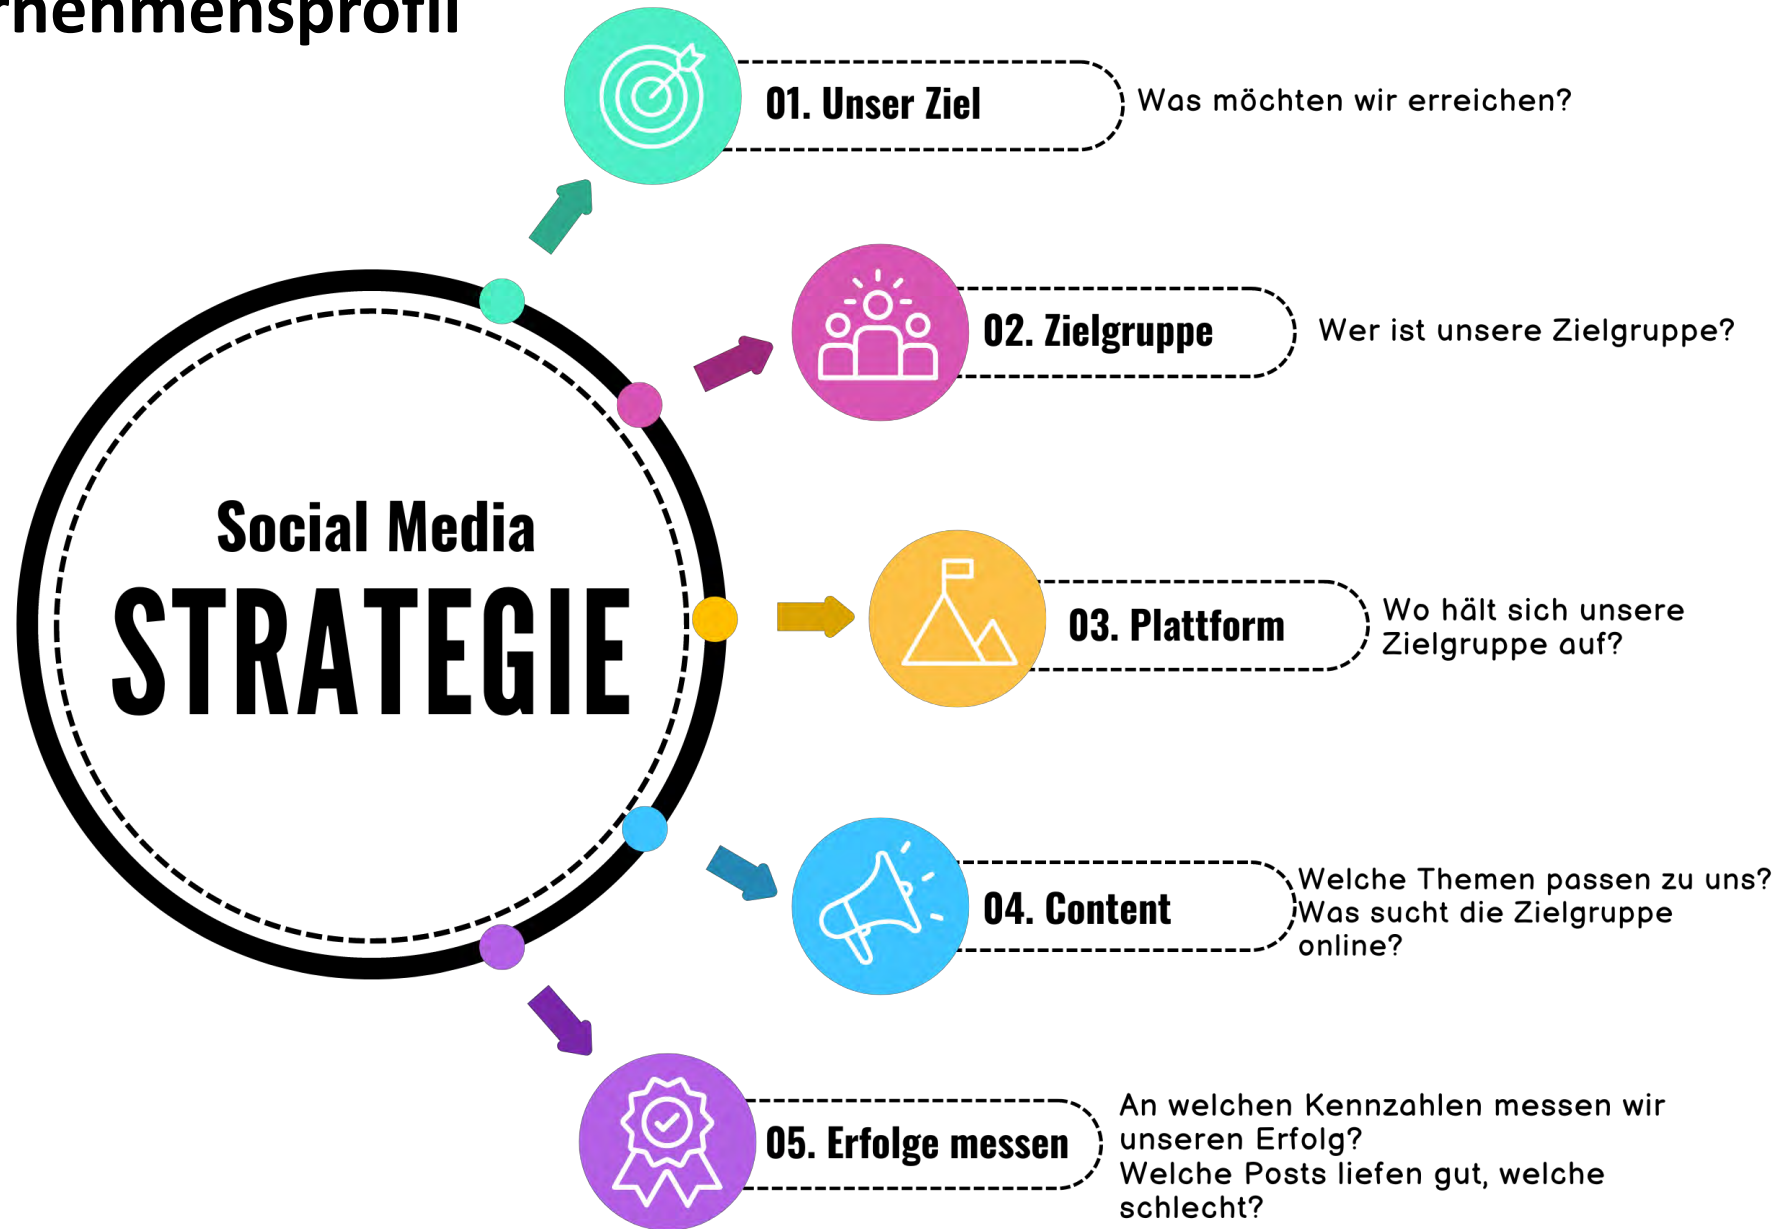 rnehmensprofil
01. Unser Ziel
Was möchten wir erreichen?
02. Zielgruppe
Wer ist unsere Zielgruppe?
Social Media
STRATEGIE
03. Plattform
Wo hält sich unsere
Zielgruppe auf?
04. Content
Welche Themen passen zu uns?
Was sucht die Zielgruppe
online?
05. Erfolge messen
An welchen Kennzahlen messen wir
unseren Erfolg?
Welche Posts liefen gut, welche
schlecht?